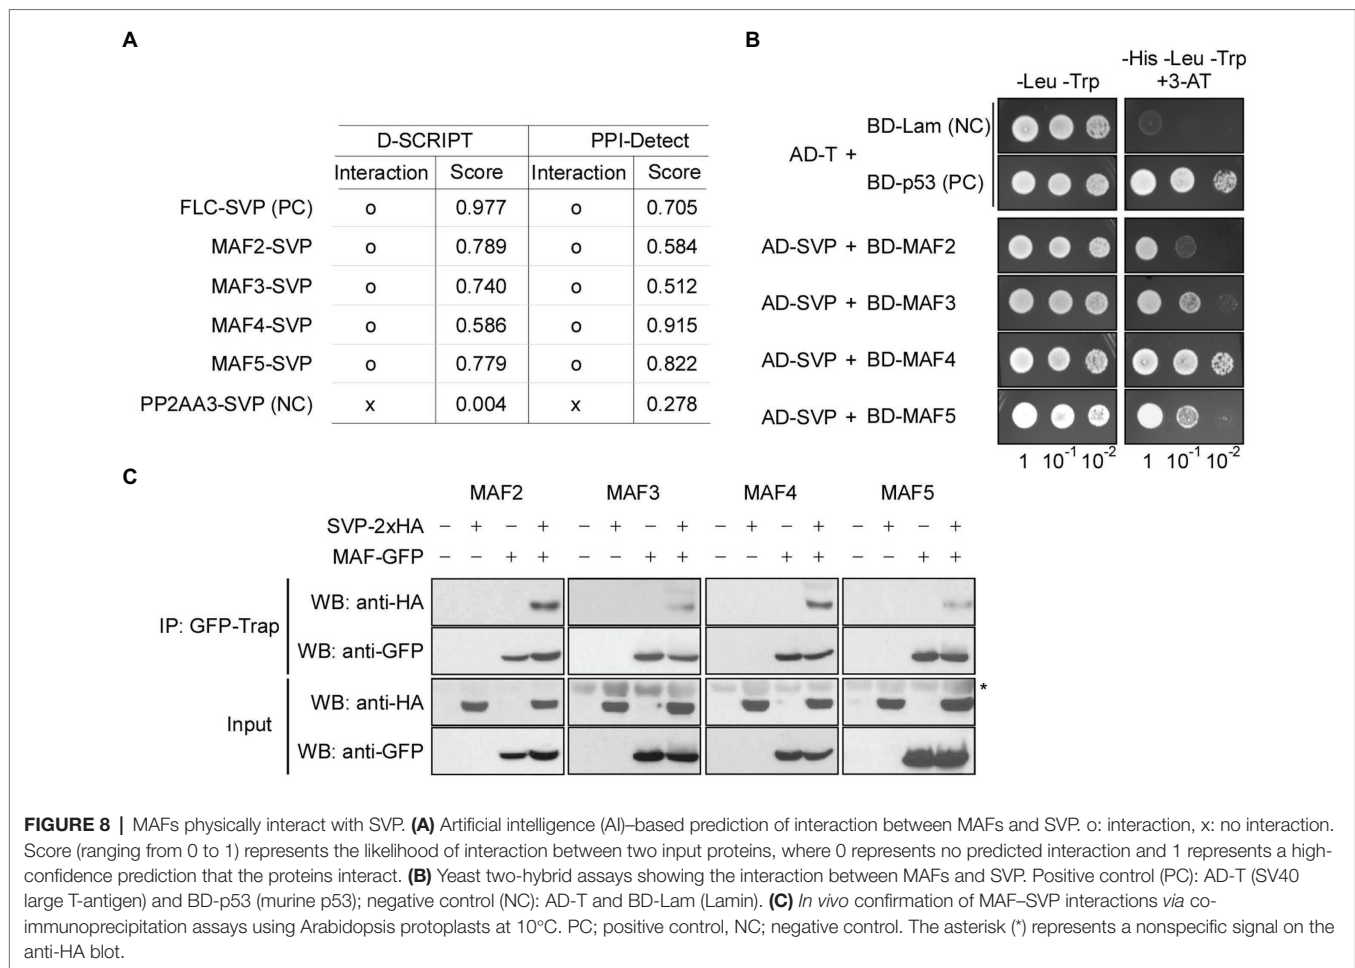 A
D-SCRIPT PPI-Detect
Interaction Score Interaction Score
FLC-SVP (PC) o 0.977 o 0.705
MAF2-SVP o 0.789 o 0.584
MAF3-SVP o 0.740 o 0.512
MAF4-SVP o 0.586 o 0.915
MAF5-SVP o 0.779 o 0.822
PP2AA3-SVP (NC) x 0.004 x 0.278
B
-Leu -Trp
-His -Leu -Trp
+3-AT
BD-Lam (NC)
AD-T +
BD-p53 (PC)
AD-SVP + BD-MAF2
AD-SVP + BD-MAF3
AD-SVP + BD-MAF4
AD-SVP + BD-MAF5
1 10⁻¹ 10⁻² 1 10⁻¹ 10⁻²
C
MAF2 MAF3 MAF4 MAF5
SVP-2xHA – + – + – + – + – + – + – + – +
MAF-GFP – – + + – – + + – – + + – – + +
IP: GFP-Trap
WB: anti-HA
WB: anti-GFP
Input
WB: anti-HA *
WB: anti-GFP
FIGURE 8 | MAFs physically interact with SVP. (A) Artificial intelligence (AI)–based prediction of interaction between MAFs and SVP. o: interaction, x: no interaction.
Score (ranging from 0 to 1) represents the likelihood of interaction between two input proteins, where 0 represents no predicted interaction and 1 represents a high-
confidence prediction that the proteins interact. (B) Yeast two-hybrid assays showing the interaction between MAFs and SVP. Positive control (PC): AD-T (SV40
large T-antigen) and BD-p53 (murine p53); negative control (NC): AD-T and BD-Lam (Lamin). (C) In vivo confirmation of MAF–SVP interactions via co-
immunoprecipitation assays using Arabidopsis protoplasts at 10°C. PC; positive control, NC; negative control. The asterisk (*) represents a nonspecific signal on the
anti-HA blot.